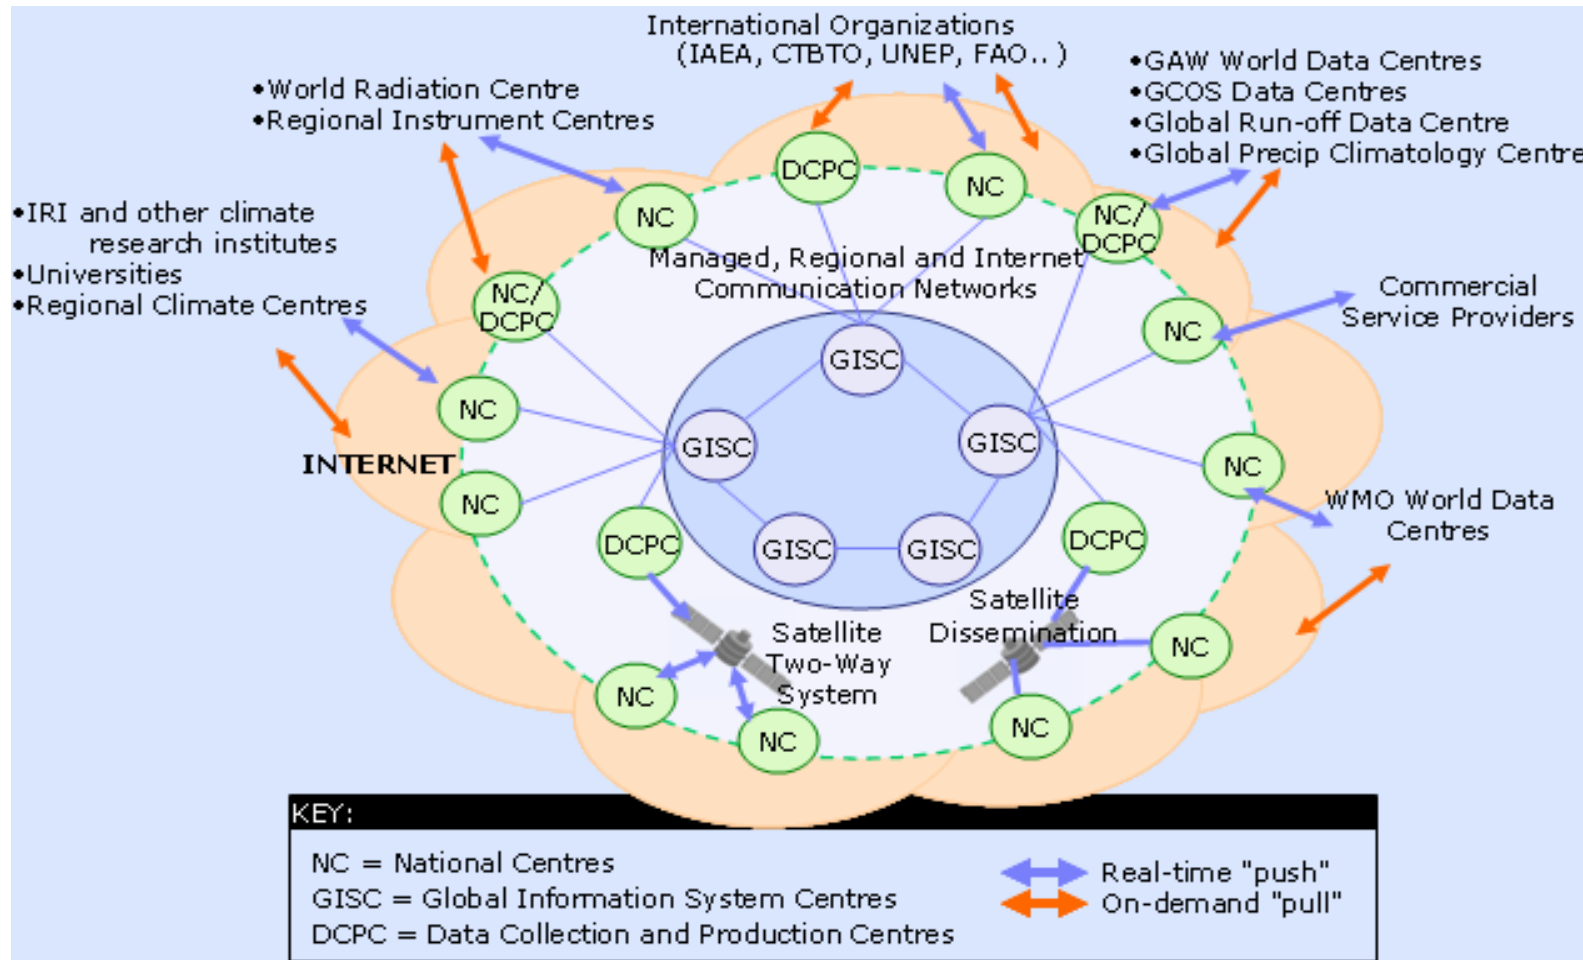 International Organizations
(IAEA, CTBTO, UNEP, FAO.. )
•GAW World Data Centres
•GCOS Data Centres
•Global Run-off Data Centre
•Global Precip Climatology Centre
•World Radiation Centre
•Regional Instrument Centres
•IRI and other climate
research institutes
•Universities
•Regional Climate Centres
DCPC
NC
NC
NC/
DCPC
Managed, Regional and Internet
Communication Networks
NC/
DCPC
Commercial
Service Providers
NC
GISC
NC
GISC
GISC
INTERNET
NC
NC
WMO World Data
Centres
DCPC
GISC
GISC
DCPC
Satellite
Dissemination
Satellite
Two-Way
System
NC
NC
NC
NC
KEY:
NC = National Centres
GISC = Global Information System Centres
DCPC = Data Collection and Production Centres
Real-time "push"
On-demand "pull"